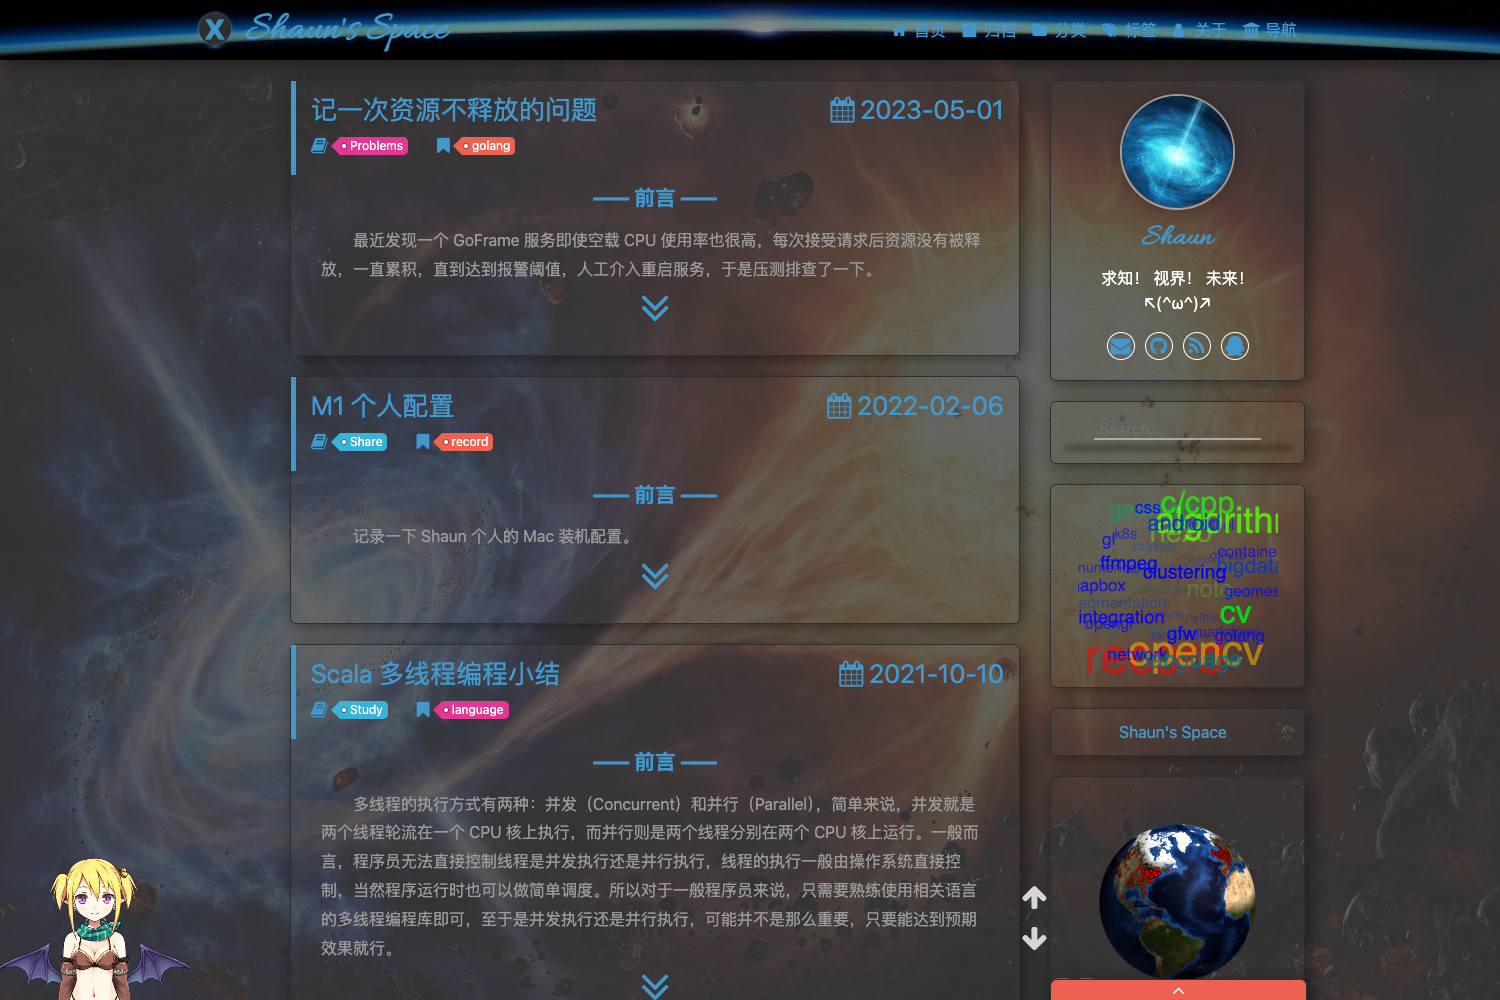 X Shaun's Space
首页 归档 分类 标签 关于 导航
记一次资源不释放的问题
2023-05-01
Problems golang
前言
最近发现一个 GoFrame 服务即使空载 CPU 使用率也很高，每次接受请求后资源没有被释
放，一直累积，直到达到报警阈值，人工介入重启服务，于是压测排查了一下。
M1 个人配置
2022-02-06
Share record
前言
记录一下 Shaun 个人的 Mac 装机配置。
Scala 多线程编程小结
2021-10-10
Study language
前言
多线程的执行方式有两种：并发（Concurrent）和并行（Parallel），简单来说，并发就是
两个线程轮流在一个 CPU 核上执行，而并行则是两个线程分别在两个 CPU 核上运行。一般而
言，程序员无法直接控制线程是并发执行还是并行执行，线程的执行一般由操作系统直接控
制，当然程序运行时也可以做简单调度。所以对于一般程序员来说，只需要熟练使用相关语言
的多线程编程库即可，至于是并发执行还是并行执行，可能并不是那么重要，只要能达到预期
效果就行。
Shaun
求知！ 视界！ 未来！
↖(^ω^)↗
Search...
css c/cpp
android
k8s
gl
matlab
containe
ffmpeg bigdata
clustering
note geomes
integration cv
opengl python
gfw golang
opencv
network language
Shaun's Space